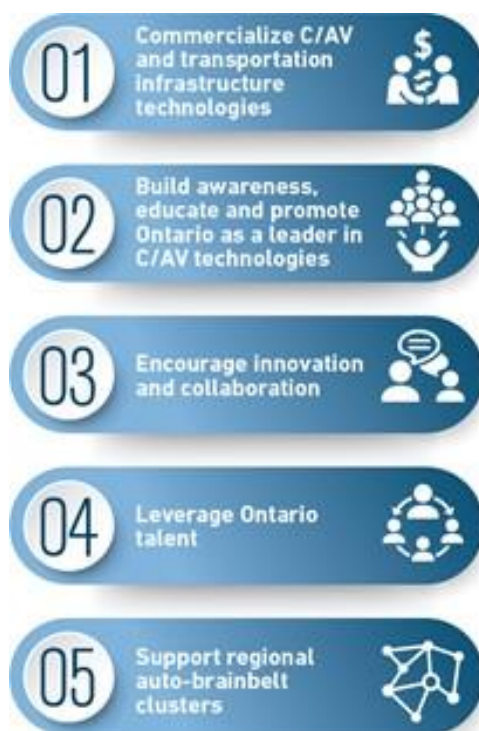 01
Commercialize C/AV
and transportation
infrastructure
technologies
$
02
Build awareness,
educate and promote
Ontario as a leader in
C/AV technologies
03
Encourage innovation
and collaboration
04
Leverage Ontario
talent
05
Support regional
auto-brainbelt
clusters